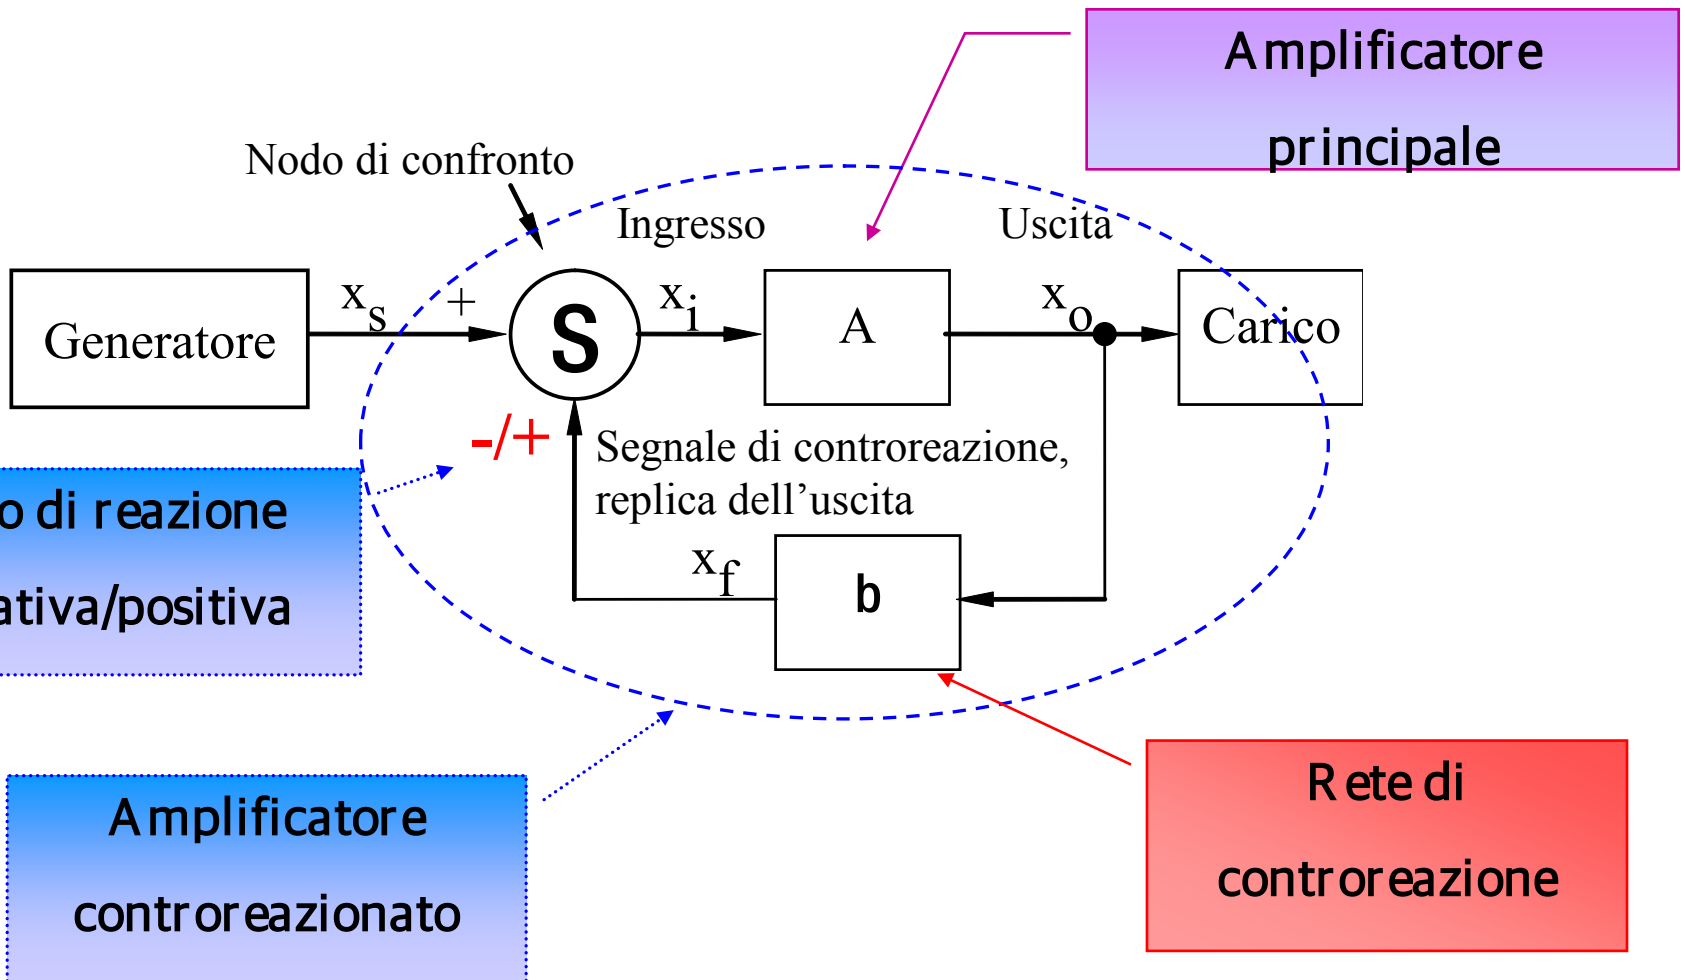 Amplificatore
principale
Nodo di confronto
Ingresso
Uscita
Generatore
xs
+
S
xi
A
xo
Carico
-/+
Segnale di controreazione,
replica dell’uscita
o di reazione
ativa/positiva
xf
b
Amplificatore
controreazionato
Rete di
controreazione